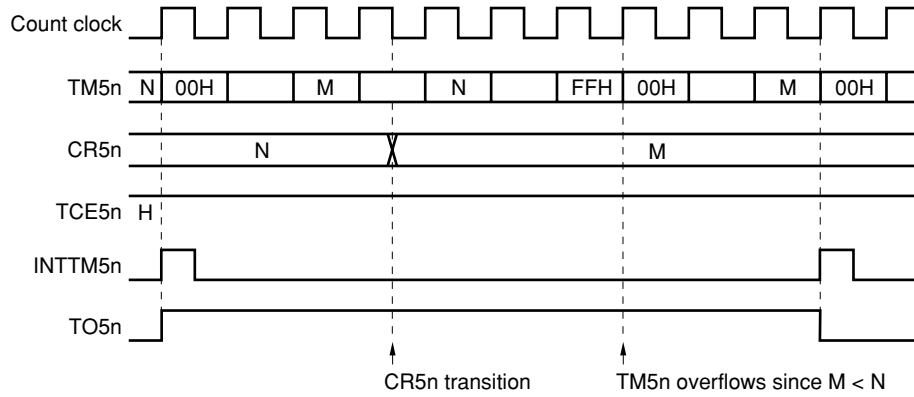 Count clock
TM5n N 00H M N FFH 00H M 00H
CR5n N M
TCE5n H
INTTM5n
TO5n
CR5n transition TM5n overflows since M < N